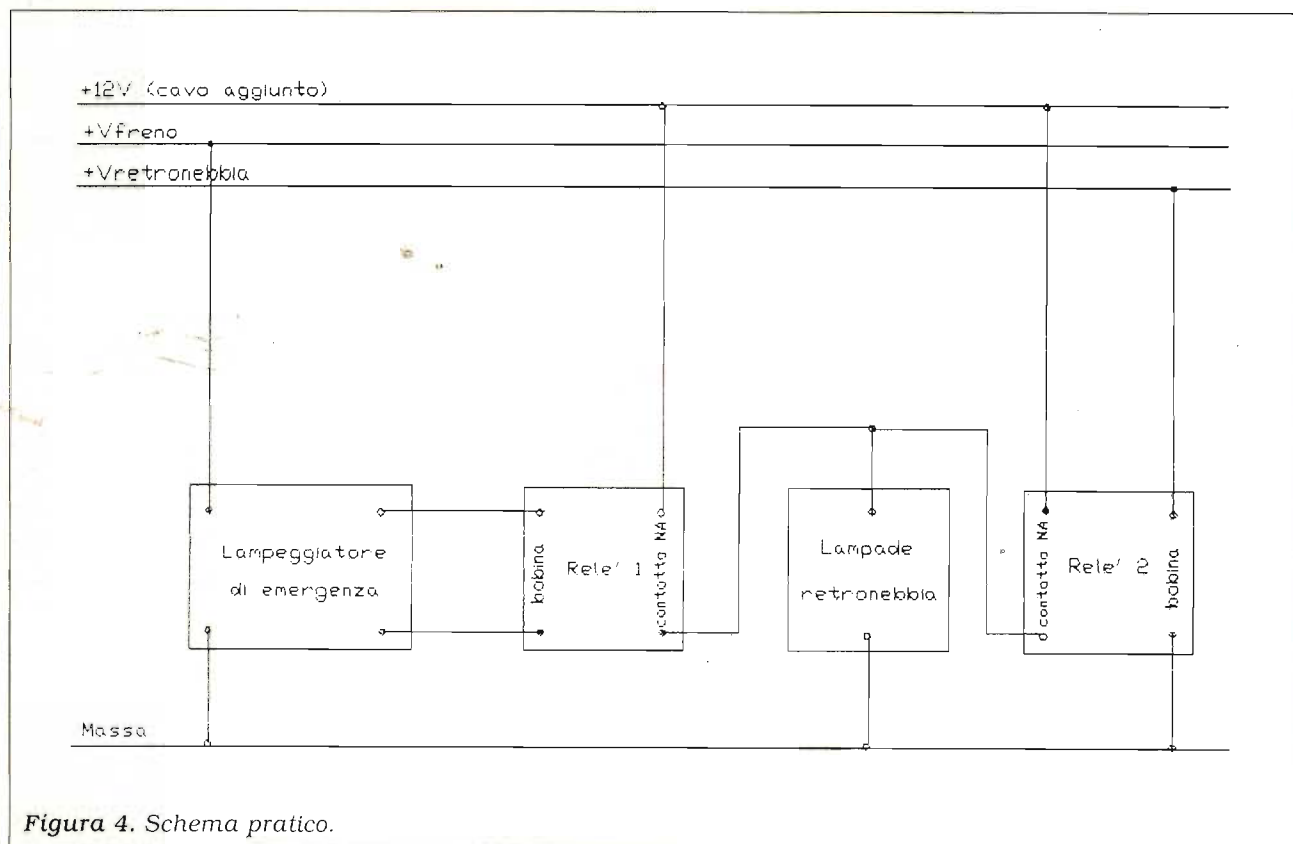 +12V (cavo aggiunto)
+Vfreno
+Vretronebbia
Lampeggiatore
di emergenza
bobina
Rele' 1
contatto NA
Lampade
retronebbia
contatto NA
Rele' 2
bobina
Massa
Figura 4. Schema pratico.